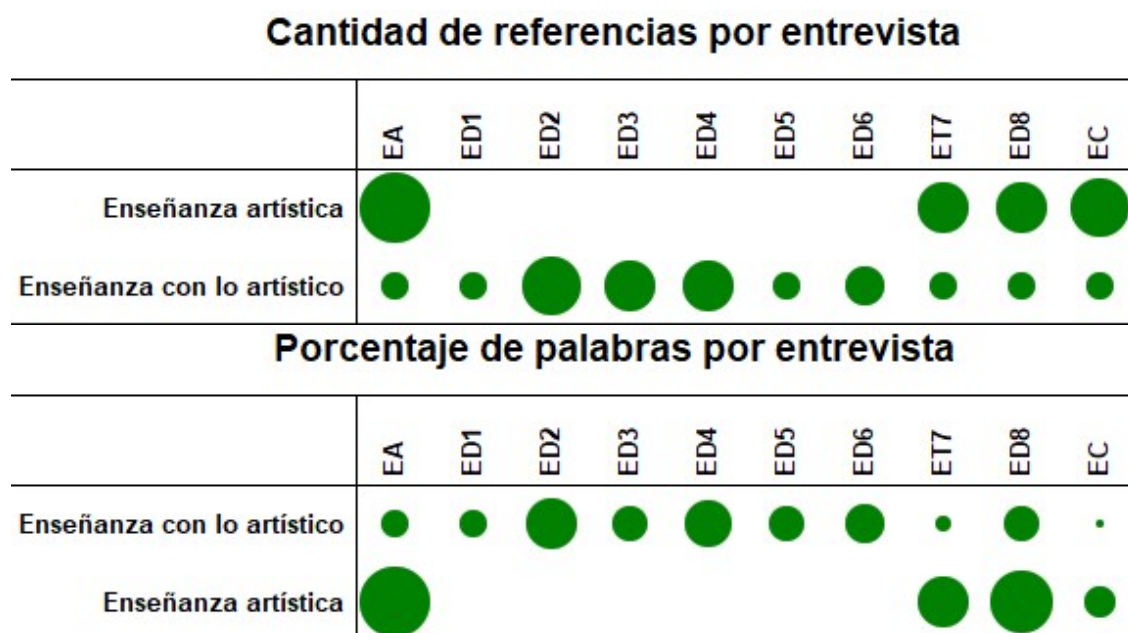 Cantidad de referencias por entrevista
EA ED1 ED2 ED3 ED4 ED5 ED6 ET7 ED8 EC
Enseñanza artística
Enseñanza con lo artístico
Porcentaje de palabras por entrevista
EA ED1 ED2 ED3 ED4 ED5 ED6 ET7 ED8 EC
Enseñanza con lo artístico
Enseñanza artística